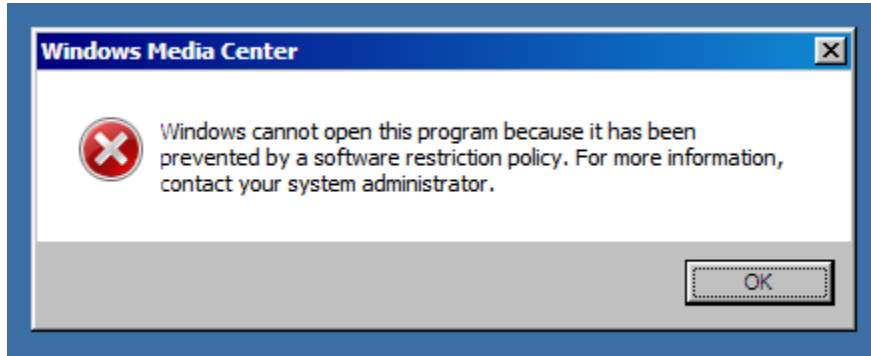 Windows Media Center
Windows cannot open this program because it has been
prevented by a software restriction policy. For more information,
contact your system administrator.
OK